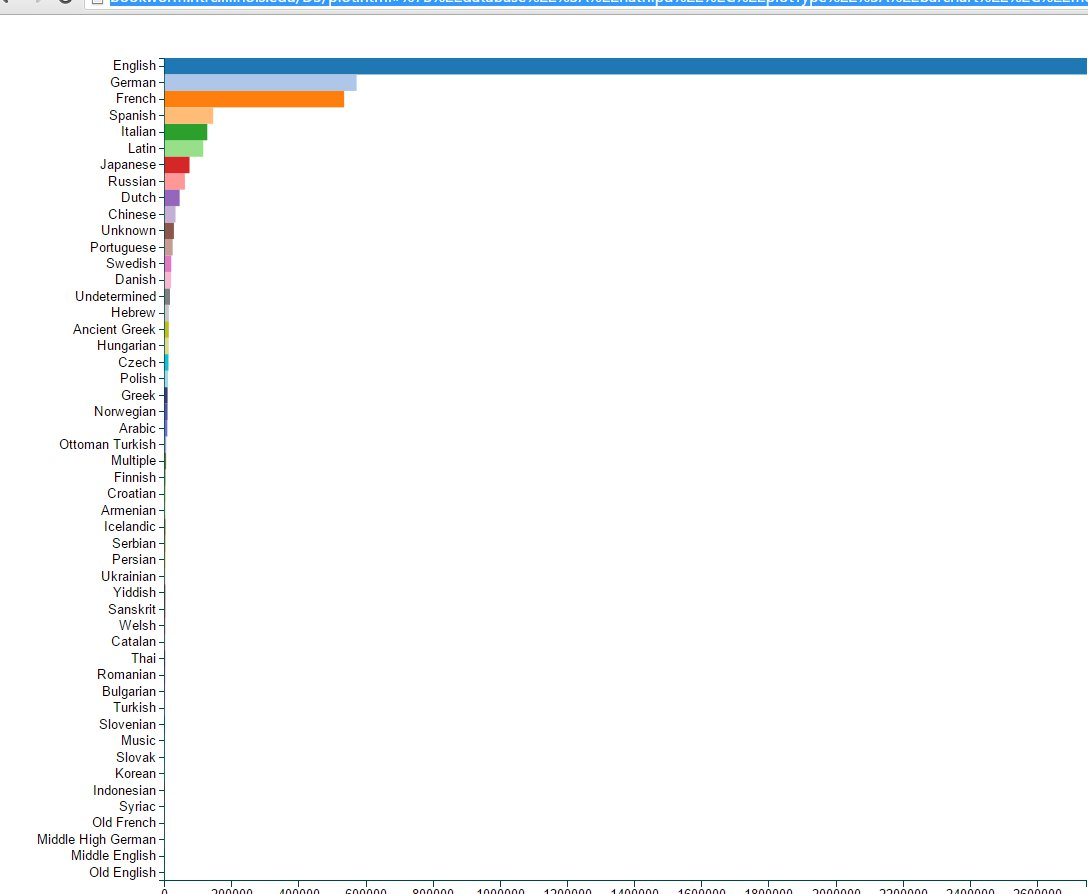 English
German
French
Spanish
Italian
Latin
Japanese
Russian
Dutch
Chinese
Unknown
Portuguese
Swedish
Danish
Undetermined
Hebrew
Ancient Greek
Hungarian
Czech
Polish
Greek
Norwegian
Arabic
Ottoman Turkish
Multiple
Finnish
Croatian
Armenian
Icelandic
Serbian
Persian
Ukrainian
Yiddish
Sanskrit
Welsh
Catalan
Thai
Romanian
Bulgarian
Turkish
Slovenian
Music
Slovak
Korean
Indonesian
Syriac
Old French
Middle High German
Middle English
Old English
0 200000 400000 600000 800000 1000000 1200000 1400000 1600000 1800000 2000000 2200000 2400000 2600000